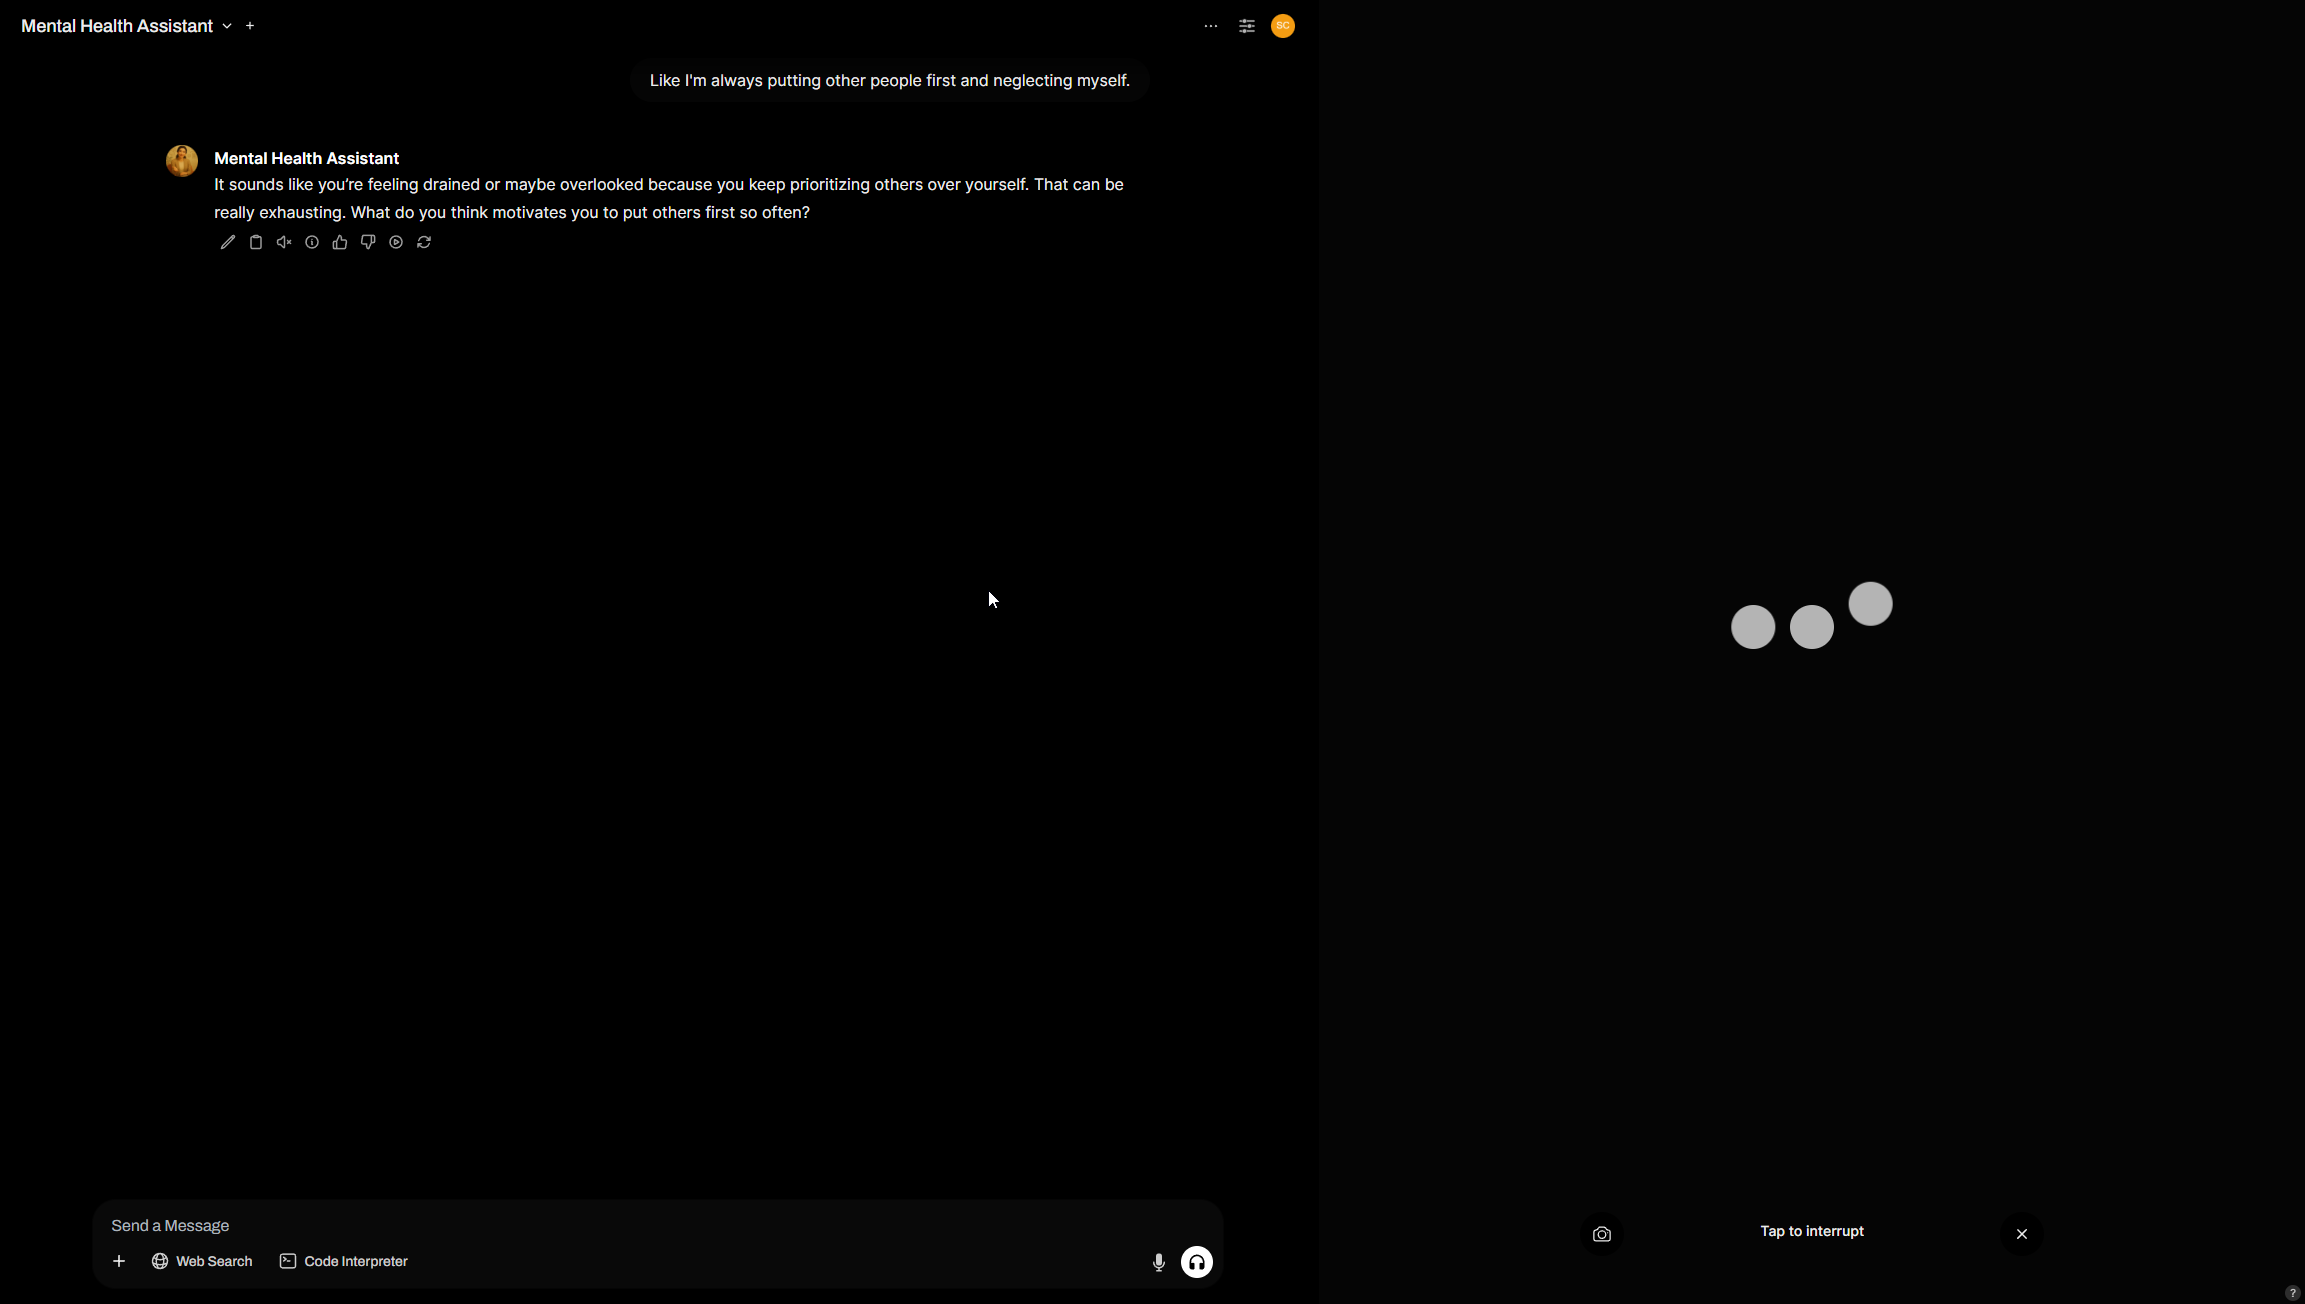 Mental Health Assistant
SC
Like I'm always putting other people first and neglecting myself.
Mental Health Assistant
It sounds like you’re feeling drained or maybe overlooked because you keep prioritizing others over yourself. That can be
really exhausting. What do you think motivates you to put others first so often?
Send a Message
Web Search
Code Interpreter
Tap to interrupt
?